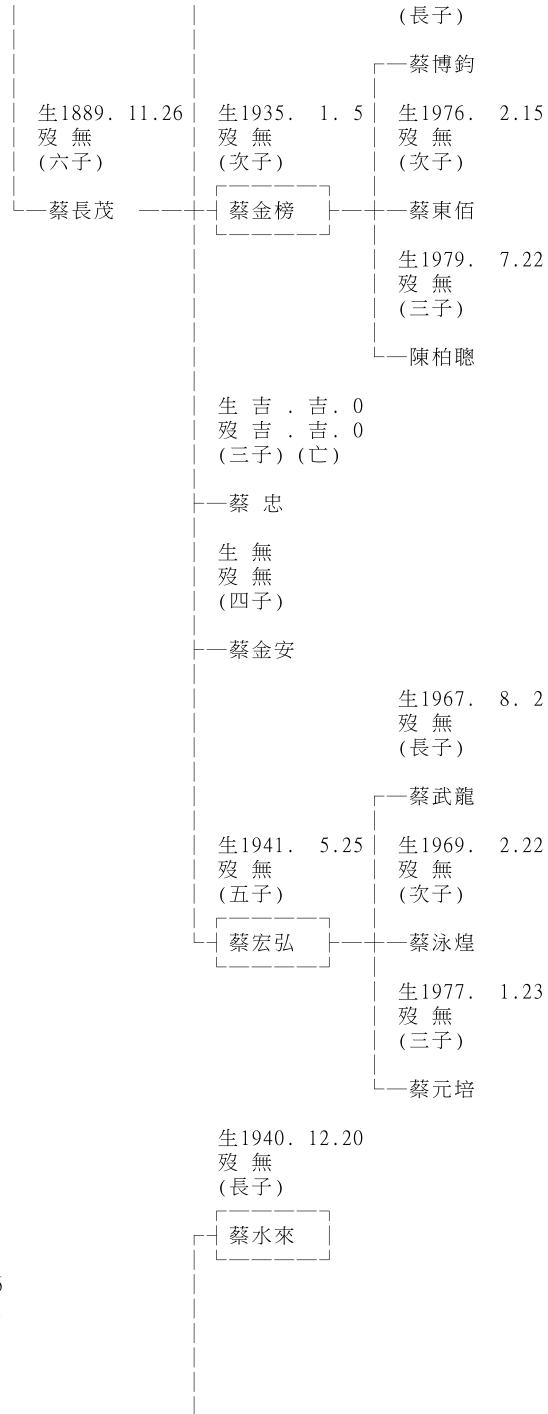 (長子)
蔡博鈞
生1889. 11.26 生1935. 1. 5 生1976. 2.15
歿 無 歿 無 歿 無
(六子) (次子) (次子)
蔡長茂 蔡金榜 蔡東佰
生1979. 7.22
歿 無
(三子)
陳柏聰
生 吉 . 吉. 0
歿 吉 . 吉. 0
(三子) (亡)
蔡 忠
生 無
歿 無
(四子)
蔡金安
生1967. 8. 2
歿 無
(長子)
蔡武龍
生1941. 5.25 生1969. 2.22
歿 無 歿 無
(五子) (次子)
蔡宏弘 蔡泳煌
生1977. 1.23
歿 無
(三子)
蔡元培
生1940. 12.20
歿 無
(長子)
蔡水來